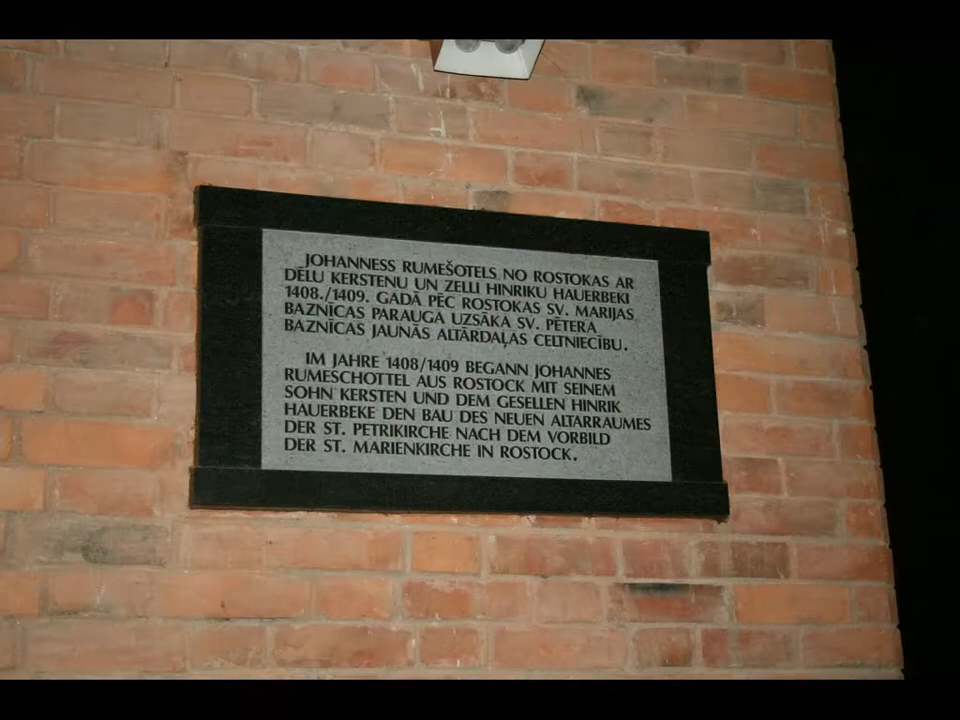 JOHANNESS RUMEŠOTELS NO ROSTOKAS AR
DĒLU KERSTENU UN ZELLI HINRIKU HAUERBEKI
1408./1409. GADĀ PĒC ROSTOKAS SV. MARIJAS
BAZNĪCAS PARAUGA UZSĀKA SV. PĒTERA
BAZNĪCAS JAUNĀS ALTĀRDAĻAS CELTNIECĪBU.
IM JAHRE 1408/1409 BEGANN JOHANNES
RUMESCHOTTEL AUS ROSTOCK MIT SEINEM
SOHN KERSTEN UND DEM GESELLEN HINRIK
HAUERBEKE DEN BAU DES NEUEN ALTARRAUMES
DER ST. PETRIKIRCHE NACH DEM VORBILD
DER ST. MARIENKIRCHE IN ROSTOCK.